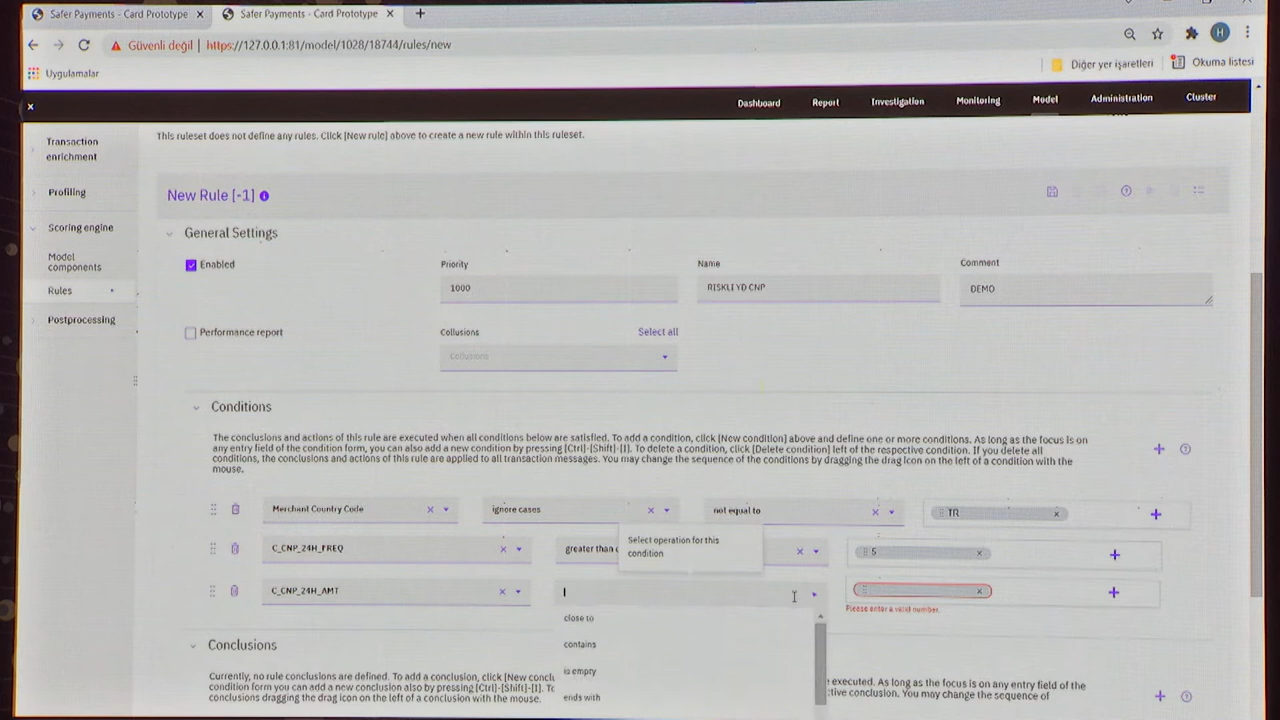 Safer Payments - Card Prototype
Safer Payments - Card Prototype
Güvenli değil | https://127.0.0.1:81/model/1028/18744/rules/new
H
Uygulamalar
Diğer yer işaretleri
Okuma listesi
Dashboard
Report
Investigation
Monitoring
Model
Administration
Cluster
This ruleset does not define any rules. Click [New rule] above to create a new rule within this ruleset.
Transaction
enrichment
Profiling
Scoring engine
Model
components
Rules
Postprocessing
New Rule [-1]
General Settings
Enabled
Priority
Name
Comment
1000
RISKLI YD CNP
DEMO
Performance report
Collusions
Select all
Collusions
Conditions
The conclusions and actions of this rule are executed when all conditions below are satisfied. To add a condition, click [New condition] above and define one or more conditions. As long as the focus is on
any entry field of the condition form, you can also add a new condition by pressing [Ctrl]-[Shift]-[I]. To delete a condition, click [Delete condition] left of the respective condition. If you delete all
conditions, the conclusions and actions of this rule are applied to all transaction messages. You may change the sequence of the conditions by dragging the drag icon on the left of a condition with the
mouse.
Merchant Country Code
ignore cases
not equal to
TR
C_CNP_24H_FREQ
greater than
5
Select operation for this
condition
C_CNP_24H_AMT
Please enter a valid number.
close to
contains
is empty
ends with
Conclusions
Currently, no rule conclusions are defined. To add a conclusion, click [New concl
condition form you can add a new conclusion also by pressing [Ctrl]-[Shift]-[I]. To
conclusions dragging the drag icon on the left of a conclusion with the mouse.
executed. As long as the focus is on any entry field of the
ctive conclusion. You may change the sequence of